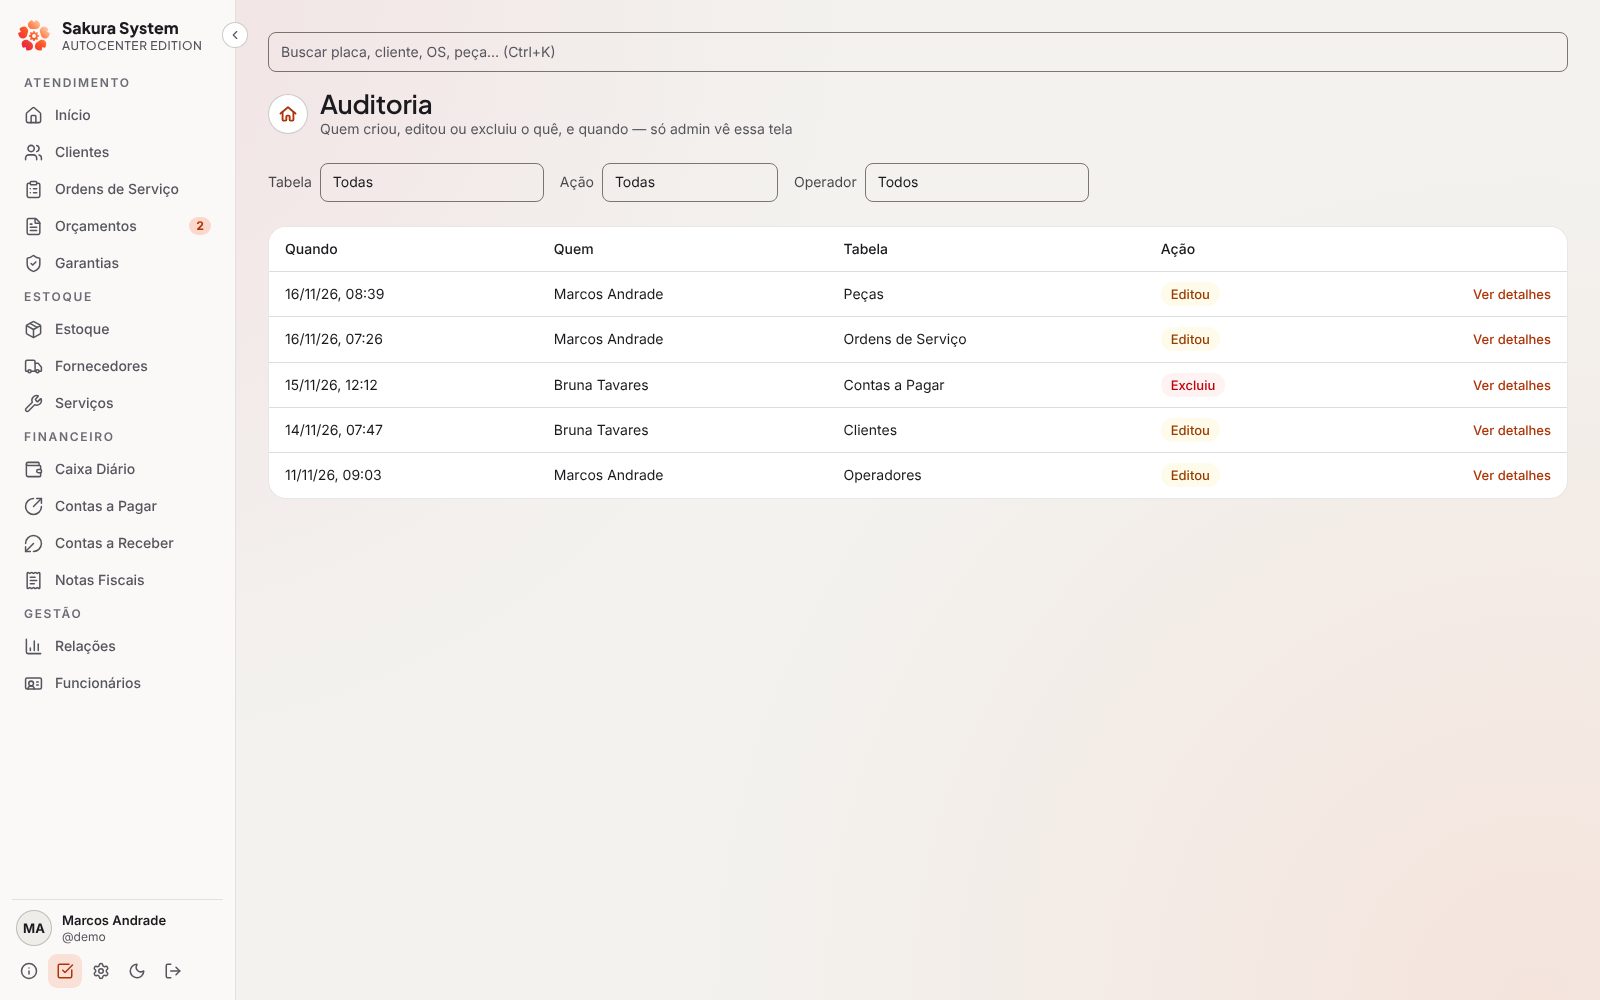 Sakura System
AUTOCENTER EDITION
ATENDIMENTO
Início
Clientes
Ordens de Serviço
Orçamentos 2
Garantias
ESTOQUE
Estoque
Fornecedores
Serviços
FINANCEIRO
Caixa Diário
Contas a Pagar
Contas a Receber
Notas Fiscais
GESTÃO
Relações
Funcionários
MA
Marcos Andrade
@demo
Buscar placa, cliente, OS, peça... (Ctrl+K)
Auditoria
Quem criou, editou ou excluiu o quê, e quando — só admin vê essa tela
Tabela Todas Ação Todas Operador Todos
Quando Quem Tabela Ação
16/11/26, 08:39 Marcos Andrade Peças Editou Ver detalhes
16/11/26, 07:26 Marcos Andrade Ordens de Serviço Editou Ver detalhes
15/11/26, 12:12 Bruna Tavares Contas a Pagar Excluiu Ver detalhes
14/11/26, 07:47 Bruna Tavares Clientes Editou Ver detalhes
11/11/26, 09:03 Marcos Andrade Operadores Editou Ver detalhes